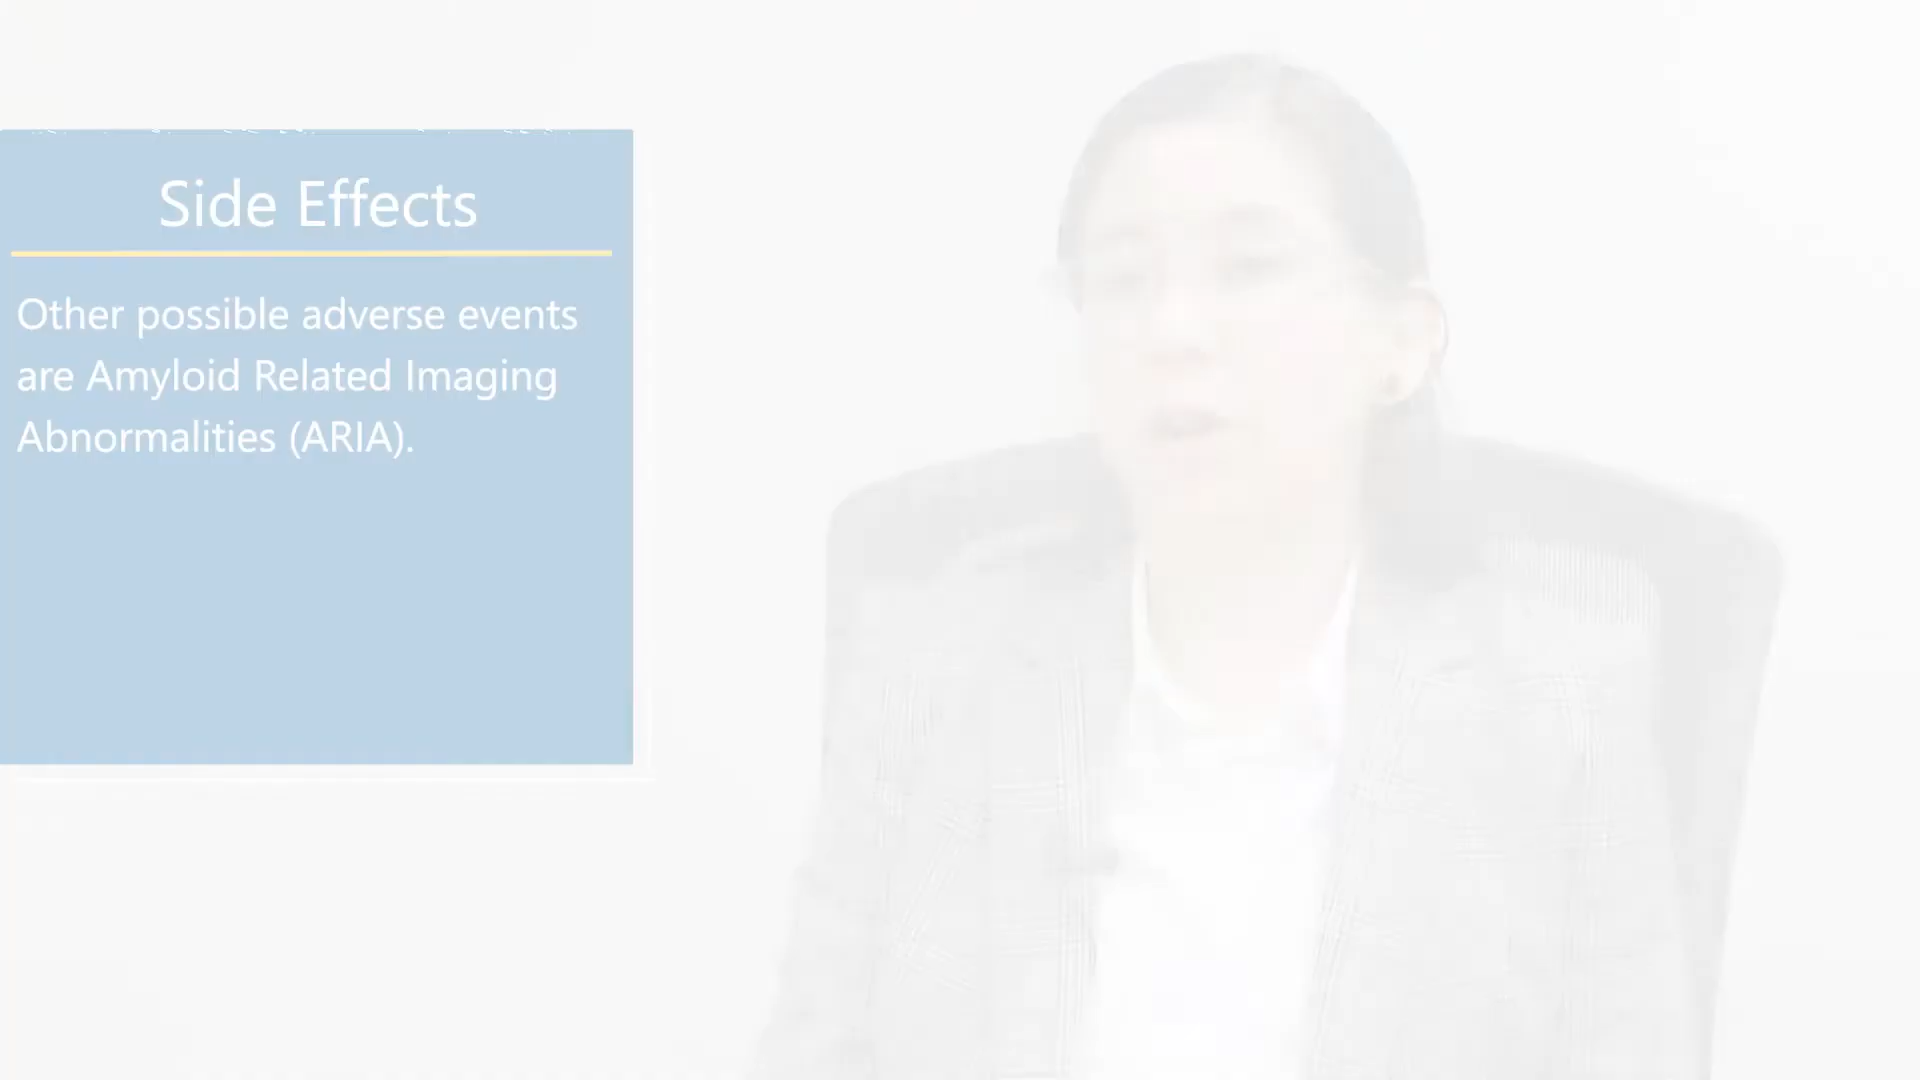 Side Effects
Other possible adverse events
are Amyloid Related Imaging
Abnormalities (ARIA).